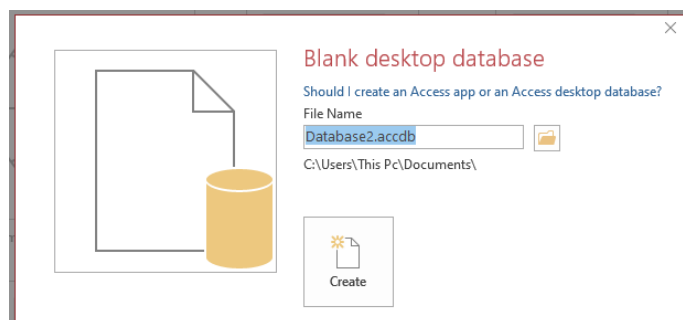 Blank desktop database
Should I create an Access app or an Access desktop database?
File Name
Database2.accdb
C:\Users\This Pc\Documents\
Create